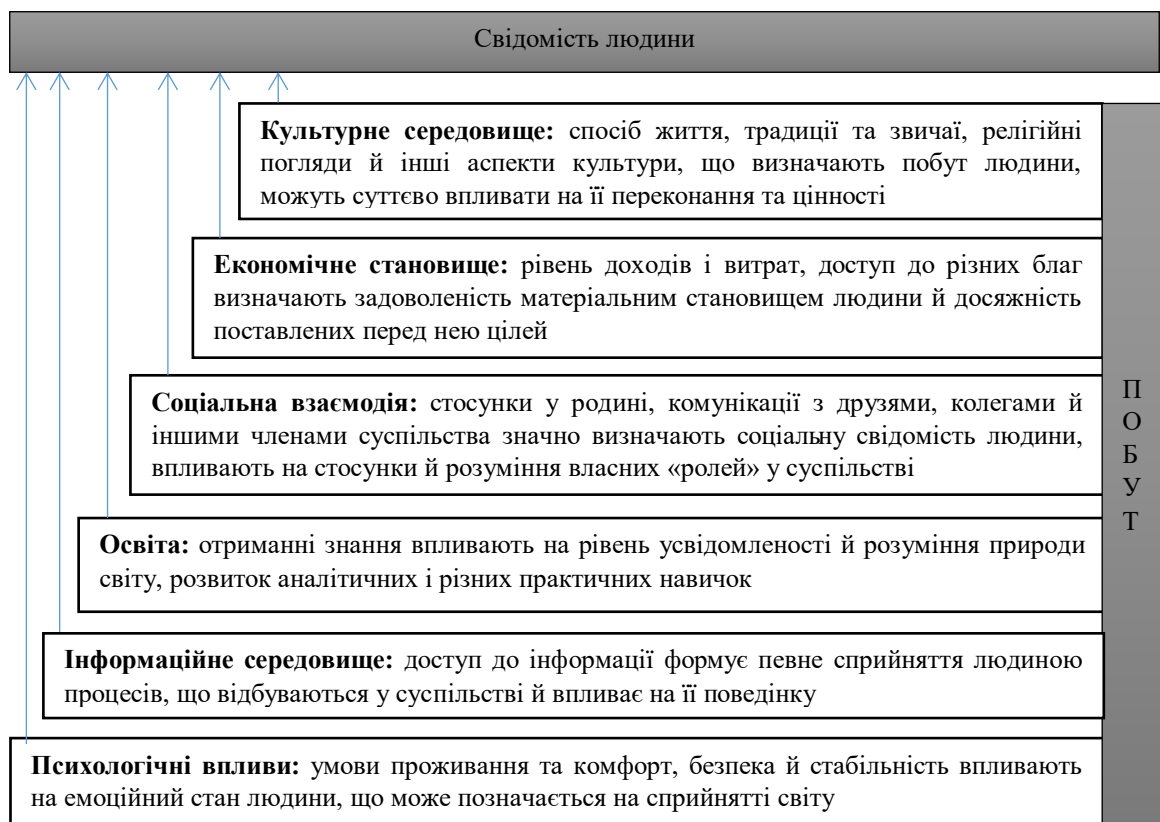 Свідомість людини
Культурне середовище: спосіб життя, традиції та звичаї, релігійні
погляди й інші аспекти культури, що визначають побут людини,
можуть суттєво впливати на її переконання та цінності
Економічне становище: рівень доходів і витрат, доступ до різних благ
визначають задоволеність матеріальним становищем людини й досяжність
поставлених перед нею цілей
Соціальна взаємодія: стосунки у родині, комунікації з друзями, колегами й
іншими членами суспільства значно визначають соціальну свідомість людини,
впливають на стосунки й розуміння власних «ролей» у суспільстві
Освіта: отриманні знання впливають на рівень усвідомленості й розуміння природи
світу, розвиток аналітичних і різних практичних навичок
Інформаційне середовище: доступ до інформації формує певне сприйняття людиною
процесів, що відбуваються у суспільстві й впливає на її поведінку
Психологічні впливи: умови проживання та комфорт, безпека й стабільність впливають
на емоційний стан людини, що може позначається на сприйнятті світу
П
О
Б
У
Т